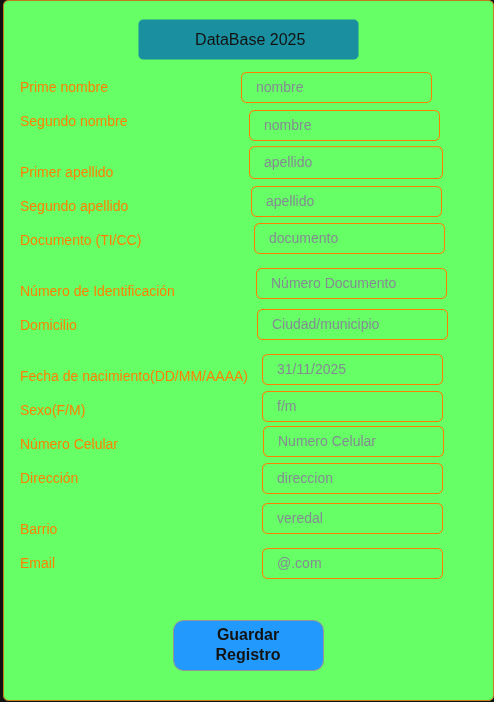 DataBase 2025
Prime nombre nombre
Segundo nombre nombre
Primer apellido apellido
Segundo apellido apellido
Documento (TI/CC) documento
Número de Identificación Número Documento
Domicilio Ciudad/municipio
Fecha de nacimiento(DD/MM/AAAA) 31/11/2025
Sexo(F/M) f/m
Número Celular Numero Celular
Dirección direccion
Barrio veredal
Email @.com
Guardar
Registro